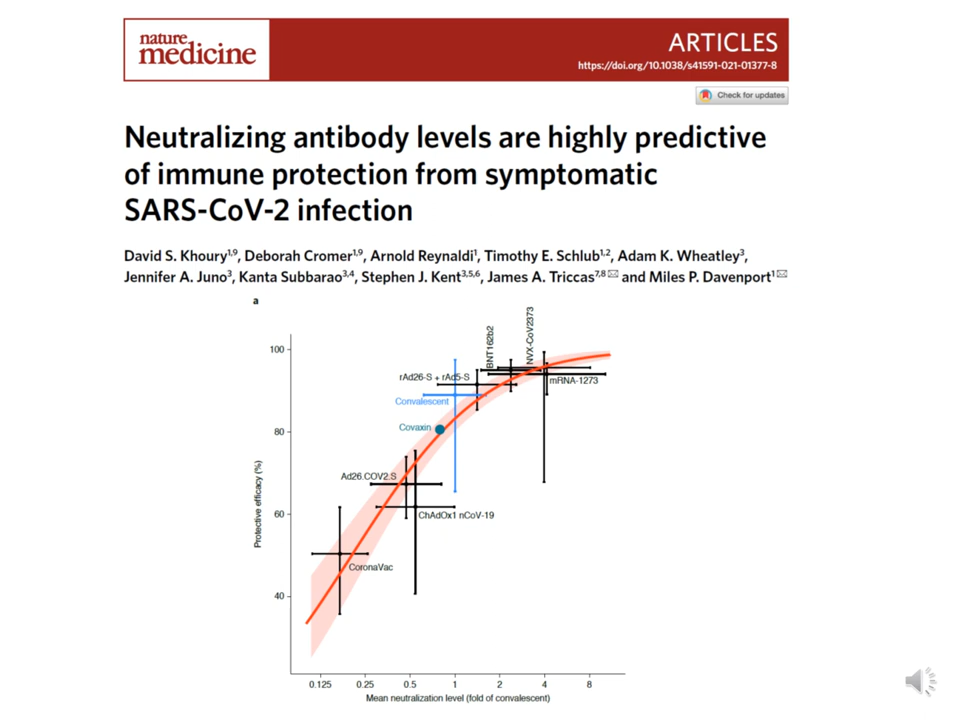 nature
medicine
ARTICLES
https://doi.org/10.1038/s41591-021-01377-8
Check for updates
Neutralizing antibody levels are highly predictive
of immune protection from symptomatic
SARS-CoV-2 infection
David S. Khoury1,9, Deborah Cromer1,9, Arnold Reynaldi1, Timothy E. Schlub1,2, Adam K. Wheatley3,
Jennifer A. Juno3, Kanta Subbarao3,4, Stephen J. Kent3,5,6, James A. Triccas7,8 ✉ and Miles P. Davenport1 ✉
a
100
80
60
40
Protective efficacy (%)
BNT162b2
NVX-CoV2373
rAd26-S + rAd5-S
mRNA-1273
Convalescent
Covaxin
Ad26.COV2.S
ChAdOx1 nCoV-19
CoronaVac
0.125 0.25 0.5 1 2 4 8
Mean neutralization level (fold of convalescent)